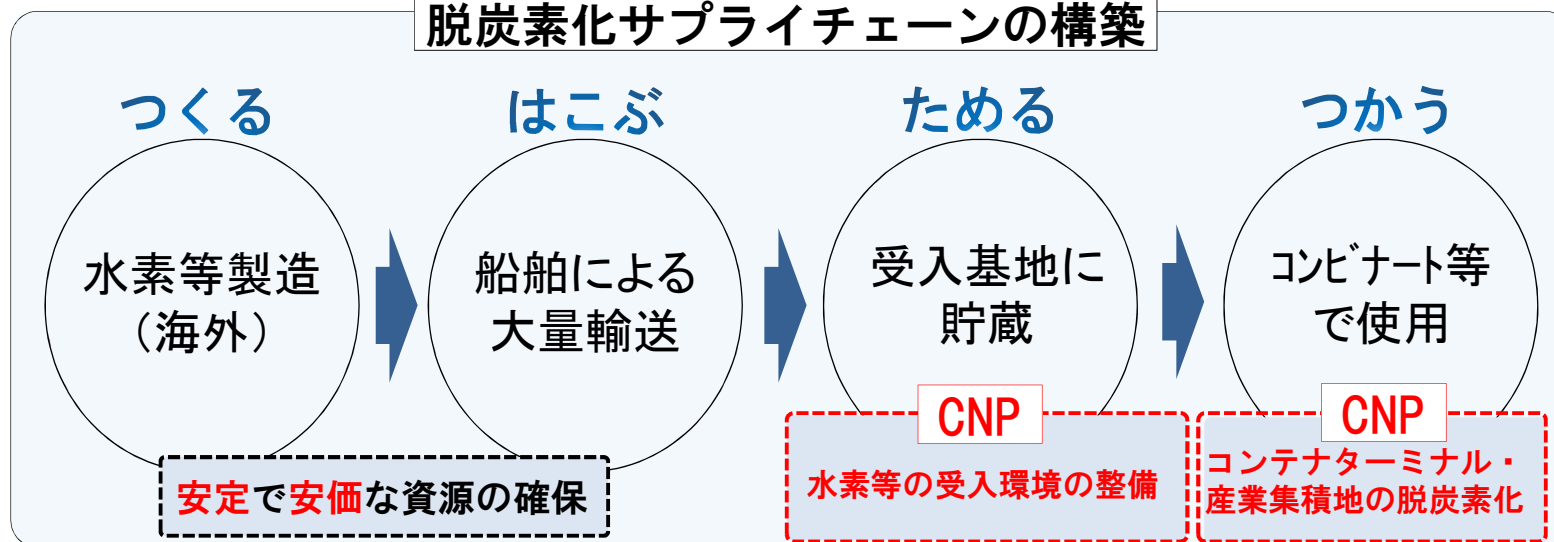 脱炭素化サプライチェーンの構築
つくる
はこぶ
ためる
つかう
水素等製造
（海外）
船舶による
大量輸送
受入基地に
貯蔵
ｺﾝﾋﾞﾅｰﾄ等
で使用
安定で安価な資源の確保
CNP
水素等の受入環境の整備
CNP
コンテナターミナル・
産業集積地の脱炭素化